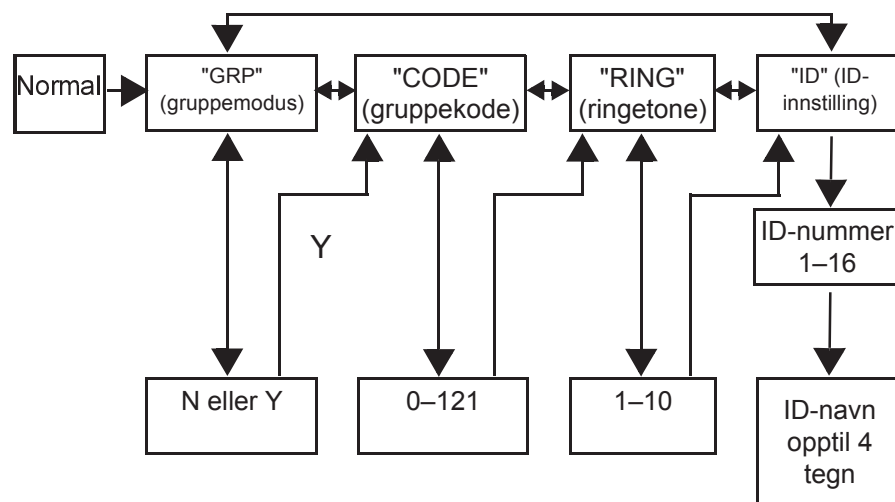 Normal
"GRP"
(gruppemodus)
"CODE"
(gruppekode)
"RING"
(ringetone)
"ID" (ID-
innstilling)
Y
ID-nummer
1–16
N eller Y
0–121
1–10
ID-navn
opptil 4
tegn